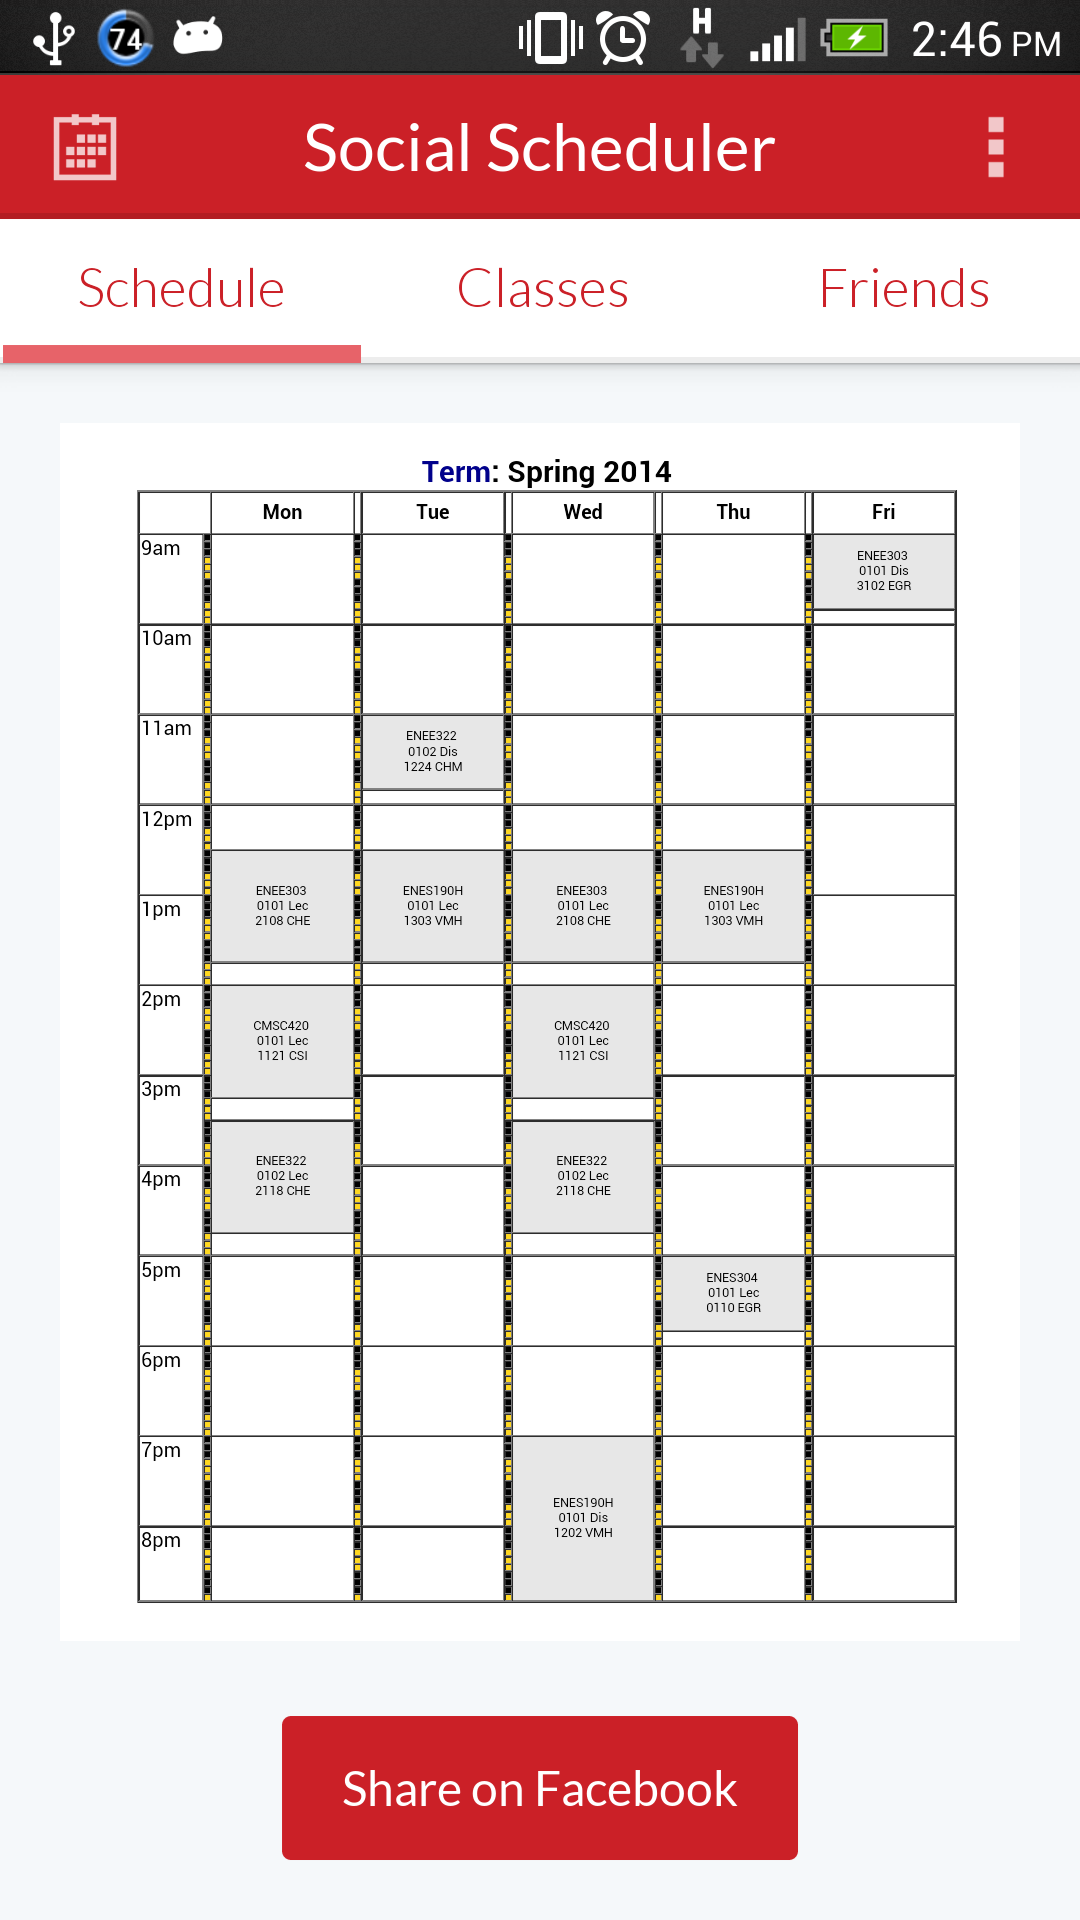 74 H 2:46 PM
Social Scheduler
Schedule Classes Friends
Term: Spring 2014
Mon Tue Wed Thu Fri
9am
ENEE303
0101 Dis
3102 EGR
10am
11am
ENEE322
0102 Dis
1224 CHM
12pm
ENEE303 ENES190H ENEE303 ENES190H
0101 Lec 0101 Lec 0101 Lec 0101 Lec
2108 CHE 1303 VMH 2108 CHE 1303 VMH
1pm
2pm
CMSC420 CMSC420
0101 Lec 0101 Lec
1121 CSI 1121 CSI
3pm
ENEE322 ENEE322
0102 Lec 0102 Lec
2118 CHE 2118 CHE
4pm
5pm
ENES304
0101 Lec
0110 EGR
6pm
7pm
ENES190H
0101 Dis
1202 VMH
8pm
Share on Facebook